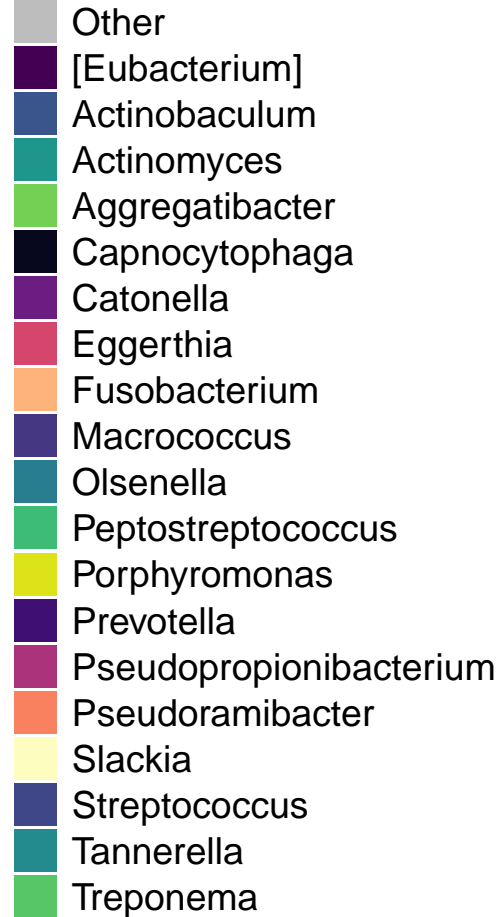 Other
[Eubacterium]
Actinobaculum
Actinomyces
Aggregatibacter
Capnocytophaga
Catonella
Eggerthia
Fusobacterium
Macrococcus
Olsenella
Peptostreptococcus
Porphyromonas
Prevotella
Pseudopropionibacterium
Pseudoramibacter
Slackia
Streptococcus
Tannerella
Treponema